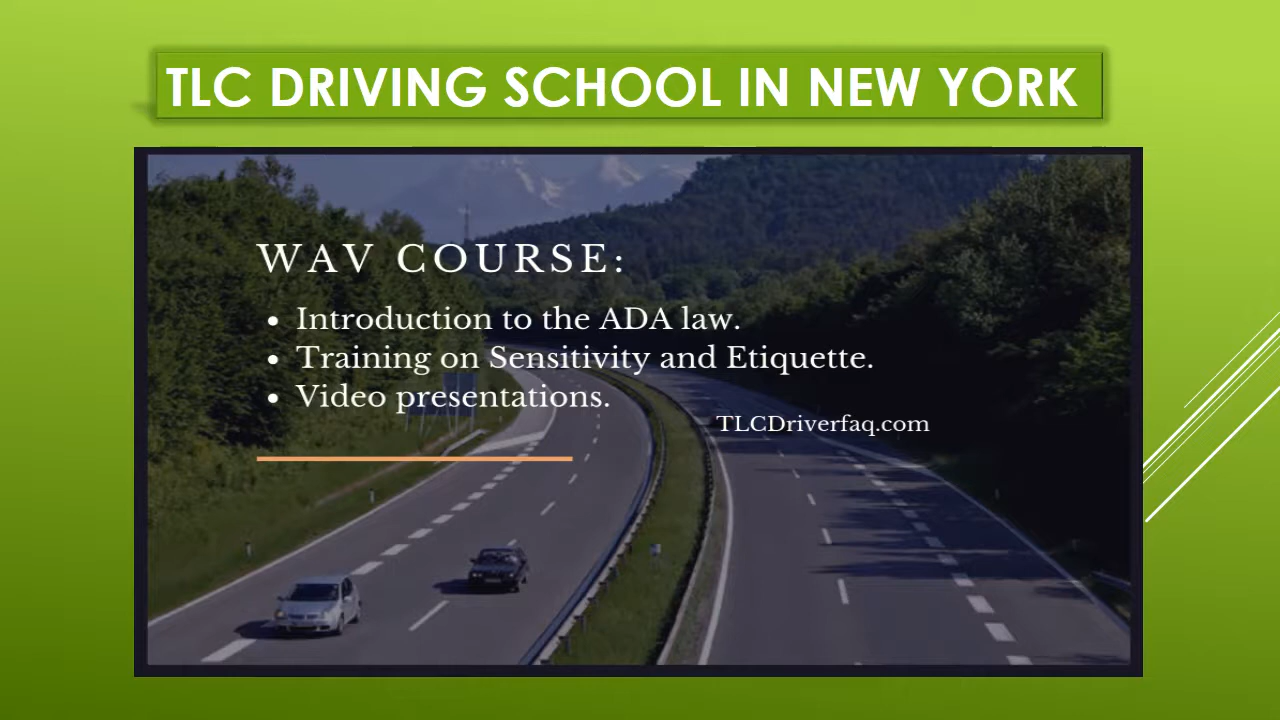 TLC DRIVING SCHOOL IN NEW YORK
WAV COURSE:
• Introduction to the ADA law.
• Training on Sensitivity and Etiquette.
• Video presentations.
TLCDriverfaq.com